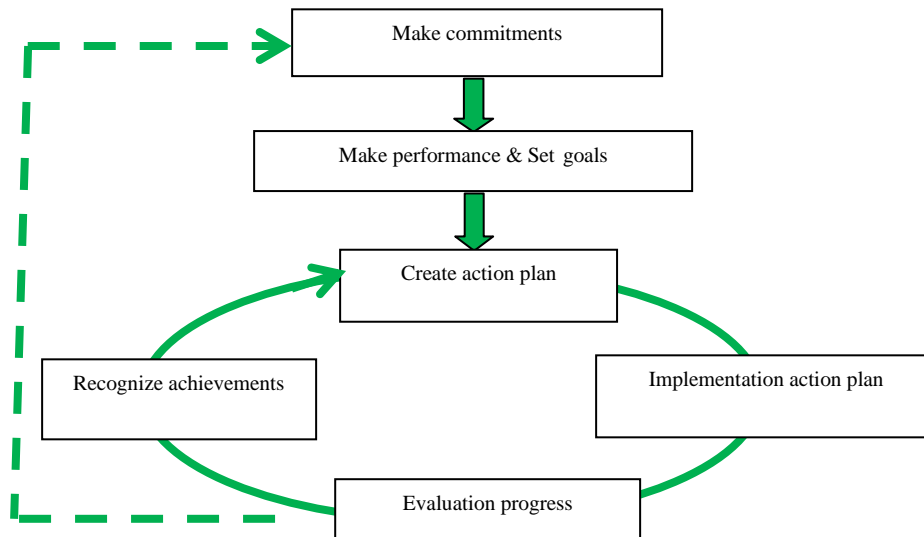 Make commitments
Make performance & Set goals
Create action plan
Recognize achievements
Implementation action plan
Evaluation progress